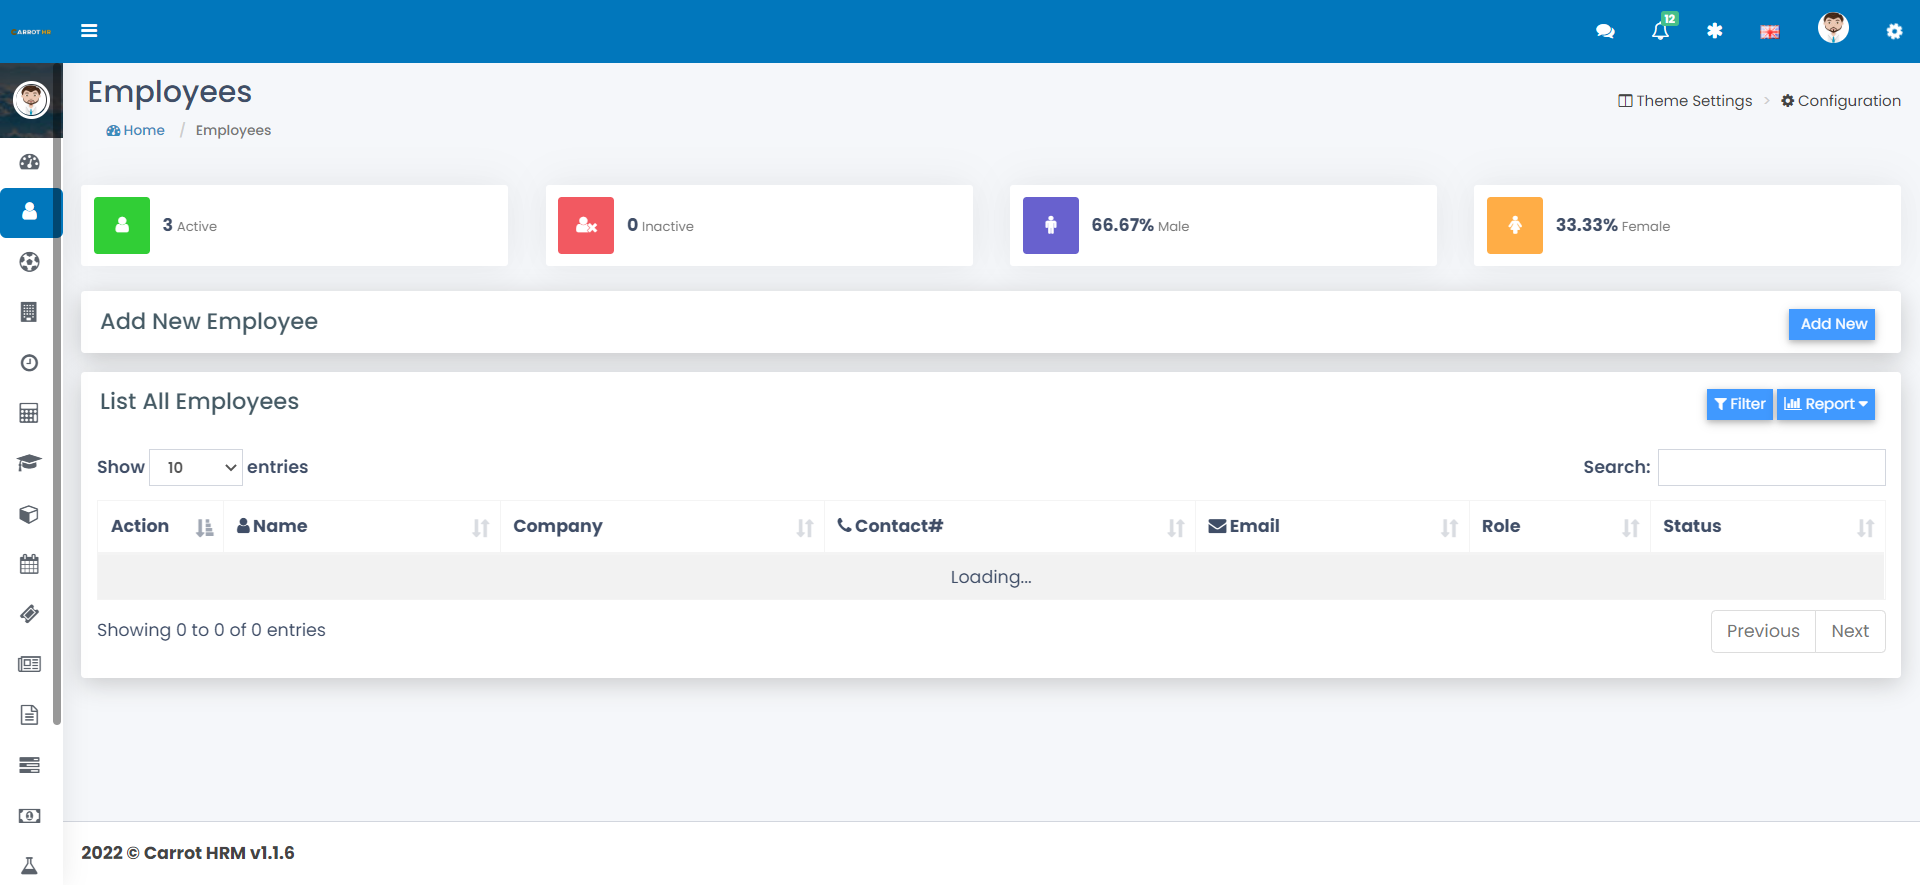 ARROT HR
12
Employees
Theme Settings > Configuration
Home / Employees
3 Active
0 Inactive
66.67% Male
33.33% Female
Add New Employee
Add New
List All Employees
Filter
Report
Show 10 entries
Search:
Action Name Company Contact# Email Role Status
Loading...
Showing 0 to 0 of 0 entries
Previous Next
2022 © Carrot HRM v1.1.6